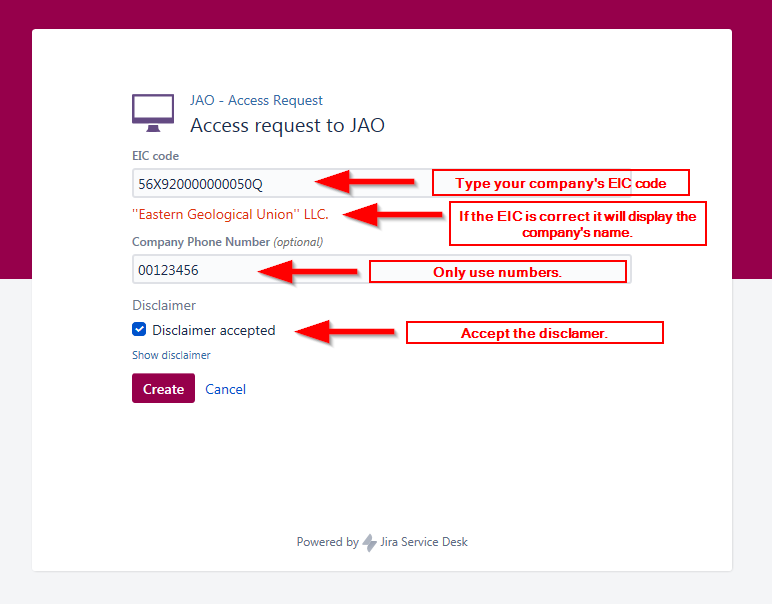 JAO - Access Request
Access request to JAO
EIC code
56X920000000050Q
Type your company's EIC code
"Eastern Geological Union" LLC.
If the EIC is correct it will display the
company's name.
Company Phone Number (optional)
00123456
Only use numbers.
Disclaimer
Disclaimer accepted
Accept the disclamer.
Show disclaimer
Create
Cancel
Powered by Jira Service Desk